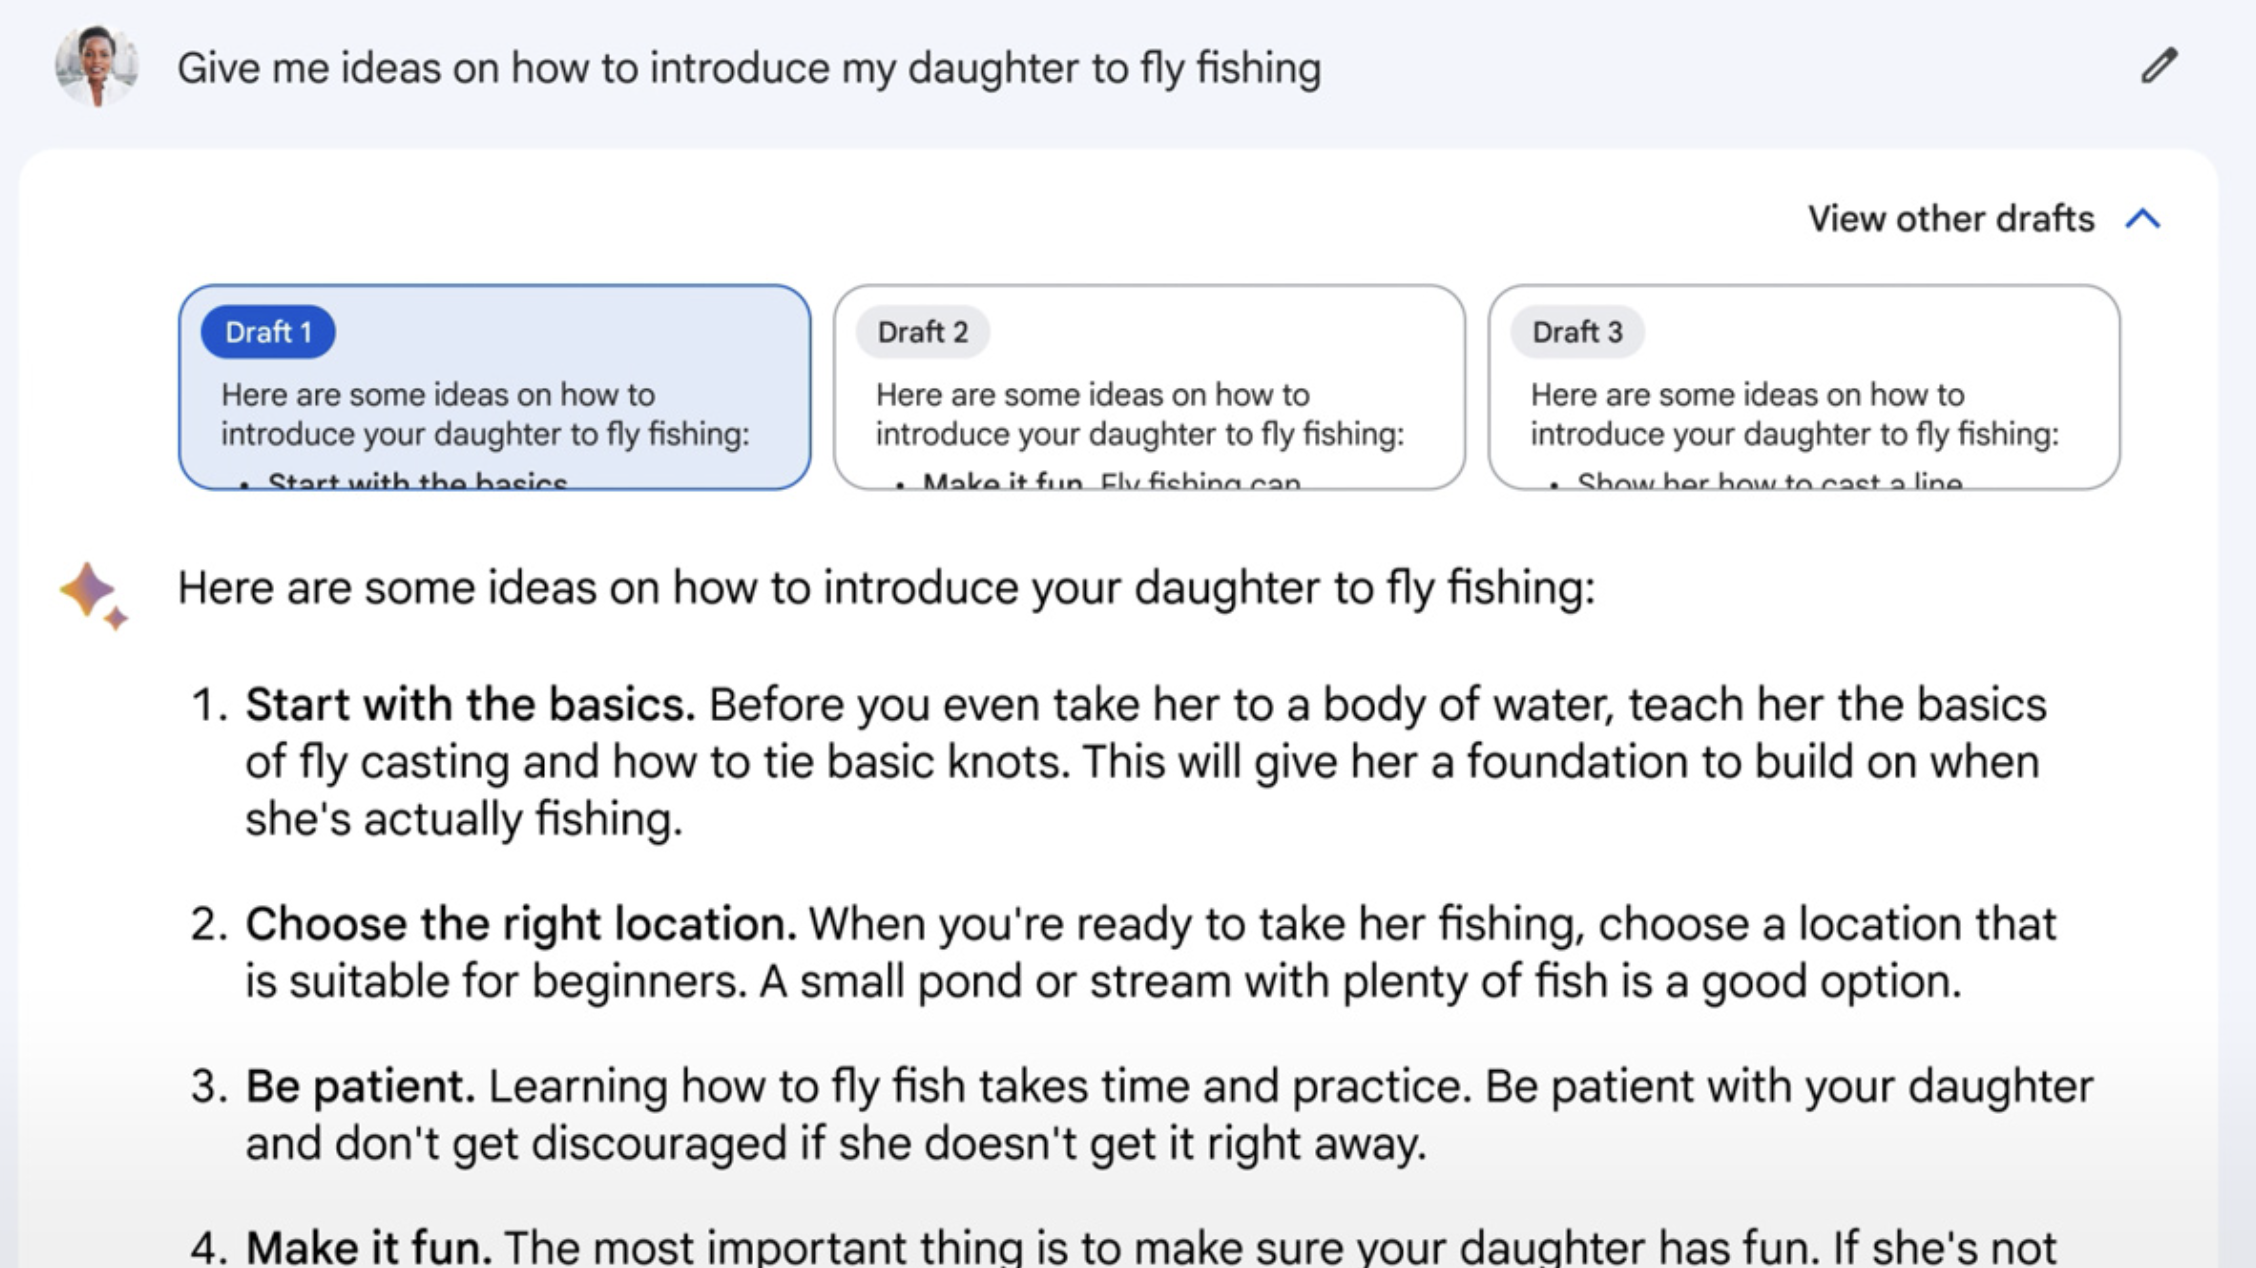 Give me ideas on how to introduce my daughter to fly fishing
View other drafts
Draft 1
Here are some ideas on how to
introduce your daughter to fly fishing:
• Start with the basics.
Draft 2
Here are some ideas on how to
introduce your daughter to fly fishing:
• Make it fun. Fly fishing can
Draft 3
Here are some ideas on how to
introduce your daughter to fly fishing:
• Show her how to cast a line
Here are some ideas on how to introduce your daughter to fly fishing:
1. Start with the basics. Before you even take her to a body of water, teach her the basics
of fly casting and how to tie basic knots. This will give her a foundation to build on when
she's actually fishing.
2. Choose the right location. When you're ready to take her fishing, choose a location that
is suitable for beginners. A small pond or stream with plenty of fish is a good option.
3. Be patient. Learning how to fly fish takes time and practice. Be patient with your daughter
and don't get discouraged if she doesn't get it right away.
4. Make it fun. The most important thing is to make sure your daughter has fun. If she's not